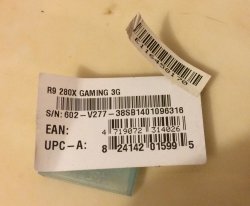 R9 280X GAMING 3G
S/N: 602-V277-38SB1401096316
EAN: 4 719072 314026
UPC-A: 8 24142 01599 5